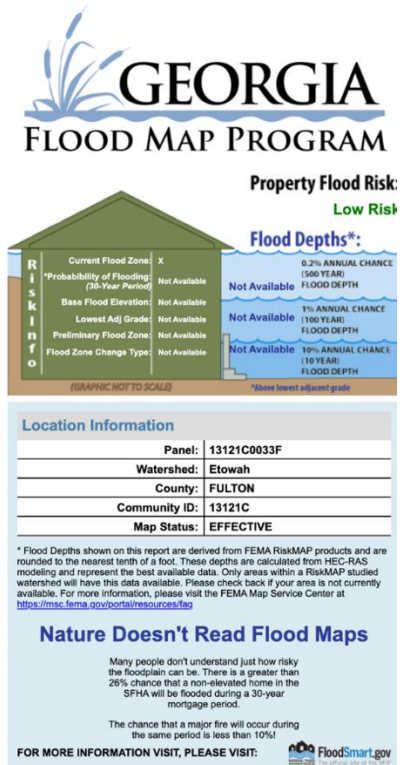 GEORGIA
FLOOD MAP PROGRAM
Property Flood Risk:
Low Risk
Flood Depths*:
Risk Info
Current Flood Zone: X
*Probibility of Flooding: Not Available
(30-Year Period)
Base Flood Elevation: Not Available
Lowest Adj Grade: Not Available
Preliminary Flood Zone: Not Available
Flood Zone Change Type: Not Available
(GRAPHIC NOT TO SCALE)
0.2% ANNUAL CHANCE
(500 YEAR)
Not Available FLOOD DEPTH
1% ANNUAL CHANCE
Not Available (100 YEAR)
FLOOD DEPTH
Not Available 10% ANNUAL CHANCE
(10 YEAR)
FLOOD DEPTH
*Above lowest adjacent grade
Location Information
Panel: 13121C0033F
Watershed: Etowah
County: FULTON
Community ID: 13121C
Map Status: EFFECTIVE
* Flood Depths shown on this report are derived from FEMA RiskMAP products and are
rounded to the nearest tenth of a foot. These depths are calculated from HEC-RAS
modeling and represent the best available data. Only areas within a RiskMAP studied
watershed will have this data available. Please check back if your area is not currently
available. For more information, please visit the FEMA Map Service Center at
https://msc.fema.gov/portal/resources/faq
Nature Doesn't Read Flood Maps
Many people don't understand just how risky
the floodplain can be. There is a greater than
26% chance that a non-elevated home in the
SFHA will be flooded during a 30-year
mortgage period.
The chance that a major fire will occur during
the same period is less than 10%!
FOR MORE INFORMATION VISIT, PLEASE VISIT:
FloodSmart.gov
The official site of the NFIP